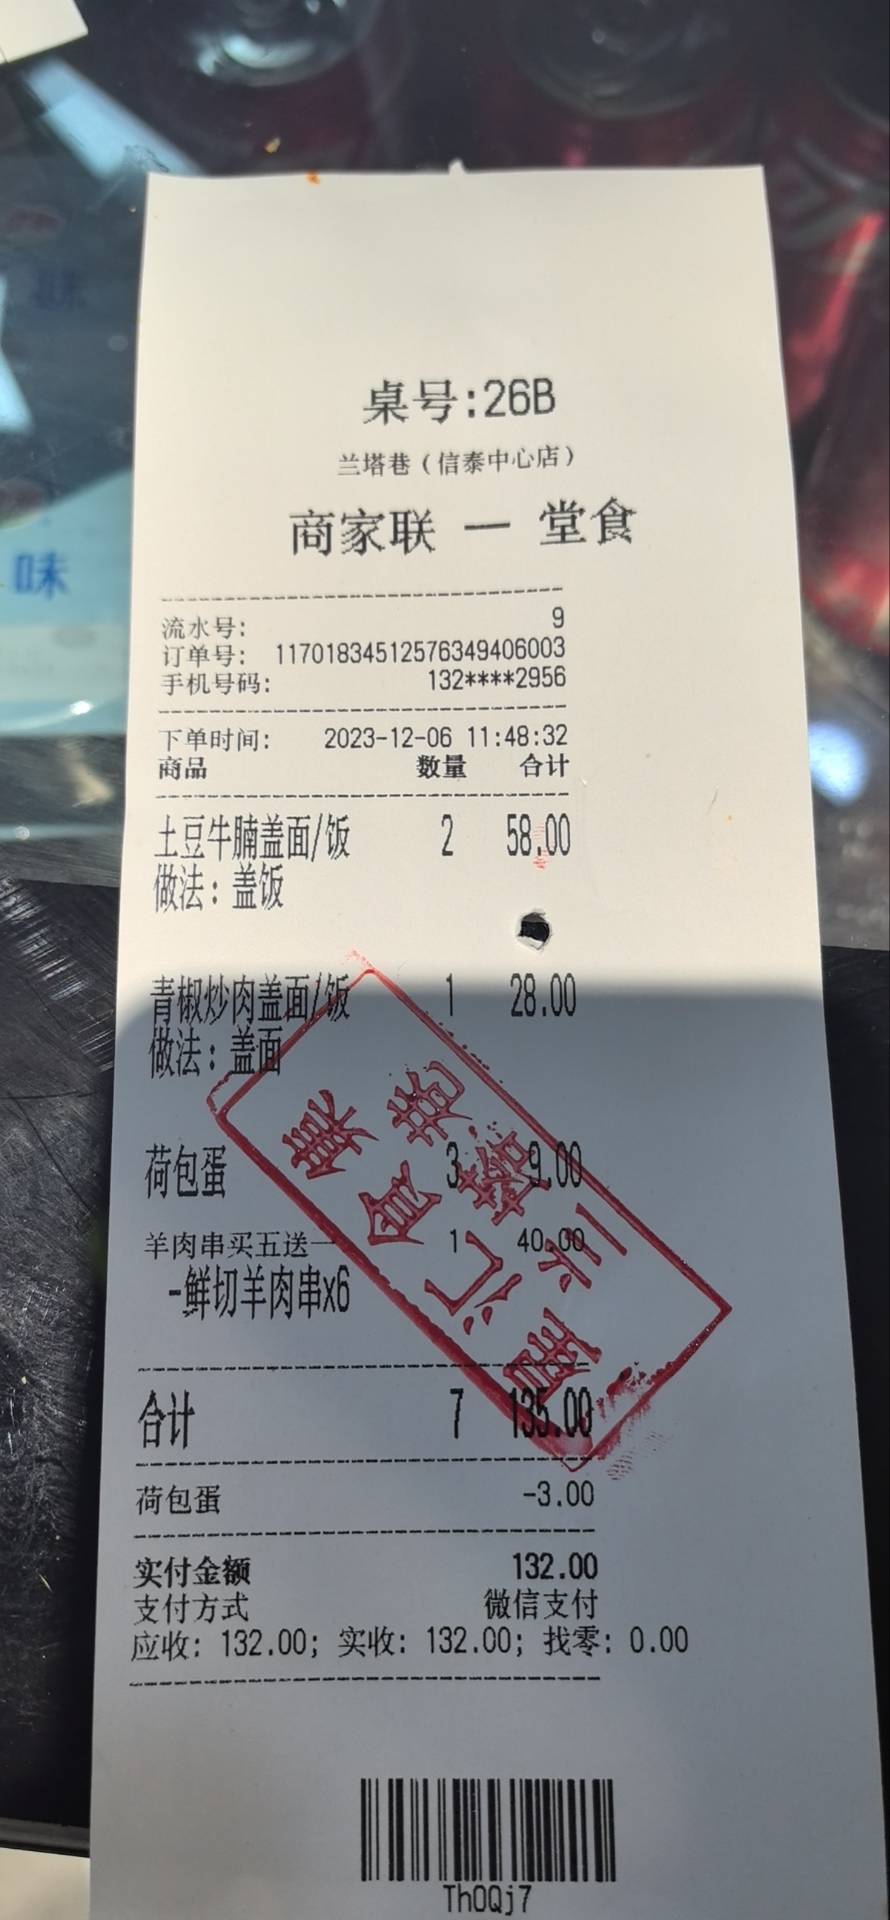 味
味
桌号:26B
兰塔巷(信泰中心店)
商家联 一 堂食
流水号: 9
订单号: 11701834512576349406003
手机号码: 132****2956
下单时间: 2023-12-06 11:48:32
商品 数量 合计
土豆牛腩盖面/饭 2 58.00
做法:盖饭
青椒炒肉盖面/饭 1 28.00
做法:盖面
荷包蛋 3 9.00
羊肉串买五送一 1 40.00
-鲜切羊肉串x6
合计 7 135.00
荷包蛋 -3.00
实付金额 132.00
支付方式 微信支付
应收: 132.00; 实收: 132.00; 找零: 0.00
ThOQj7